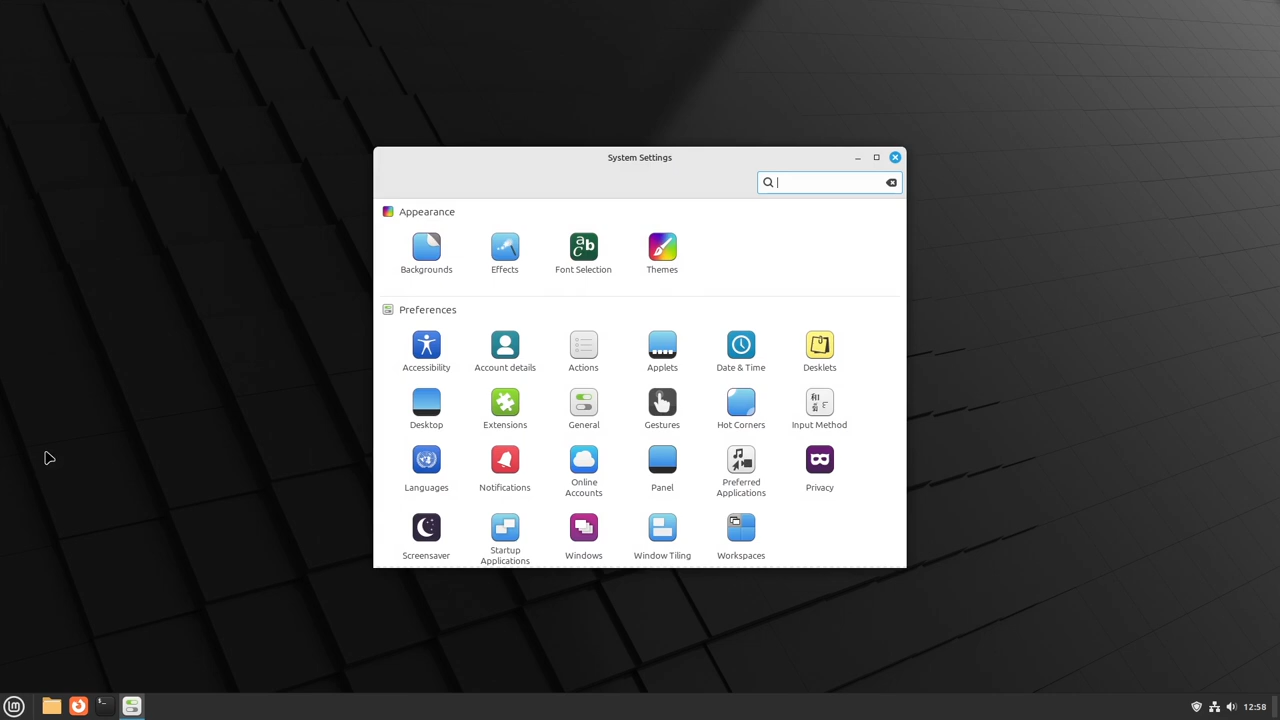 System Settings
Appearance
Backgrounds Effects Font Selection Themes
Preferences
Accessibility Account details Actions Applets Date & Time Desklets
Desktop Extensions General Gestures Hot Corners Input Method
Languages Notifications Online Accounts Panel Preferred Applications Privacy
Screensaver Startup Applications Windows Window Tiling Workspaces
12:58